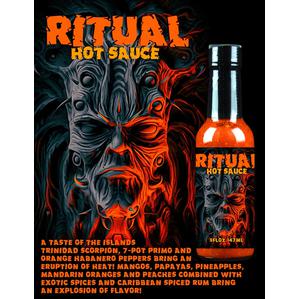 RITUAL
HOT SAUCE
RITUAL
HOT SAUCE
5FLOZ 147ML
A TASTE OF THE ISLANDS
TRINIDAD SCORPION, 7-POT PRIMO AND
ORANGE HABANERO PEPPERS BRING AN
ERUPTION OF HEAT! MANGOS, PAPAYAS, PINEAPPLES,
MANDARIN ORANGES AND PEACHES COMBINED WITH
EXOTIC SPICES AND CARIBBEAN SPICED RUM BRING
AN EXPLOSION OF FLAVOR!